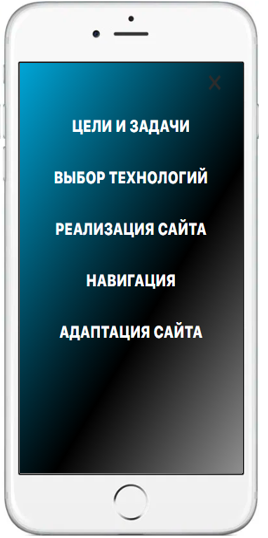 ЦЕЛИ И ЗАДАЧИ
ВЫБОР ТЕХНОЛОГИЙ
РЕАЛИЗАЦИЯ САЙТА
НАВИГАЦИЯ
АДАПТАЦИЯ САЙТА